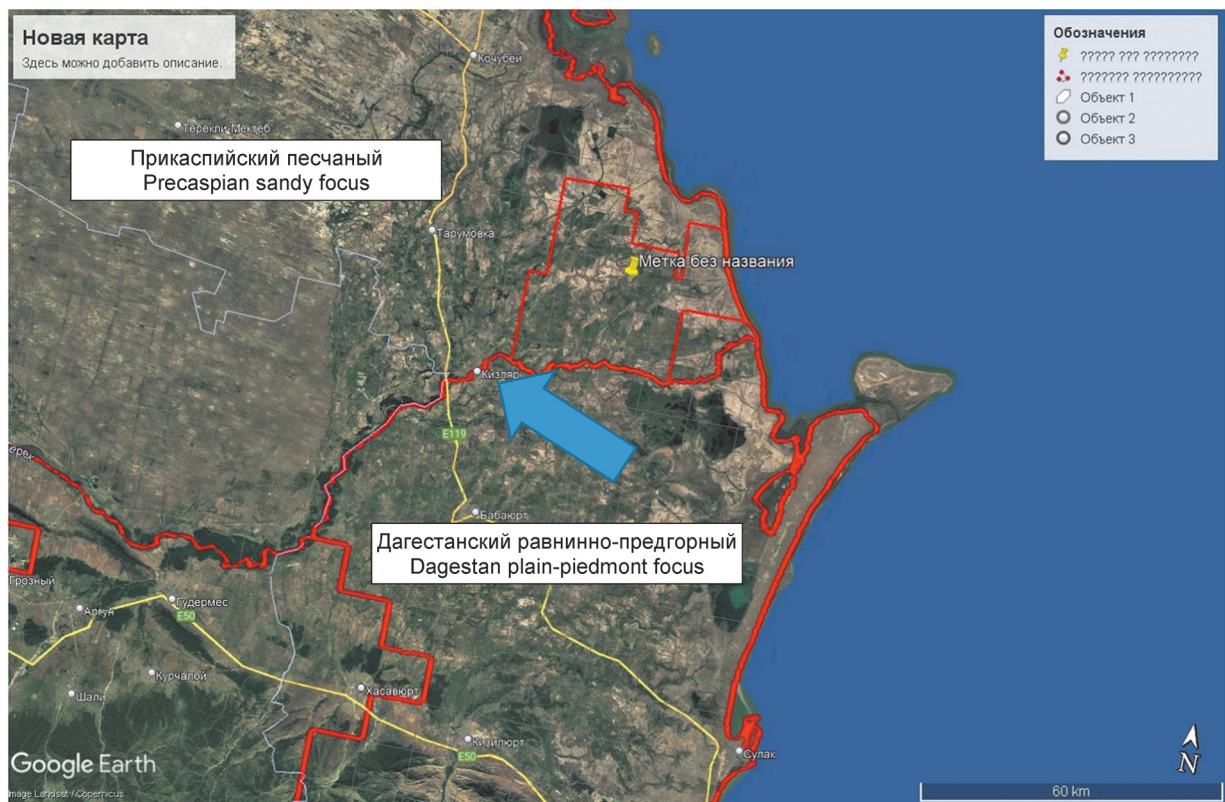 Новая карта
Здесь можно добавить описание.
Обозначения
????? ??? ????????
??????? ??????????
Объект 1
Объект 2
Объект 3
Кочубей
Терекли-Мектеб
Прикаспийский песчаный
Precaspian sandy focus
Тарумовка
Метка без названия
Кизляр
E119
Терек
Бабаюрт
Дагестанский равнинно-предгорный
Dagestan plain-piedmont focus
Грозный
Гудермес
Аргун
E50
Курчалой
Шали
Хасавюрт
Кизилюрт
E50
Сулак
Google Earth
Image Landsat / Copernicus
N
60 km